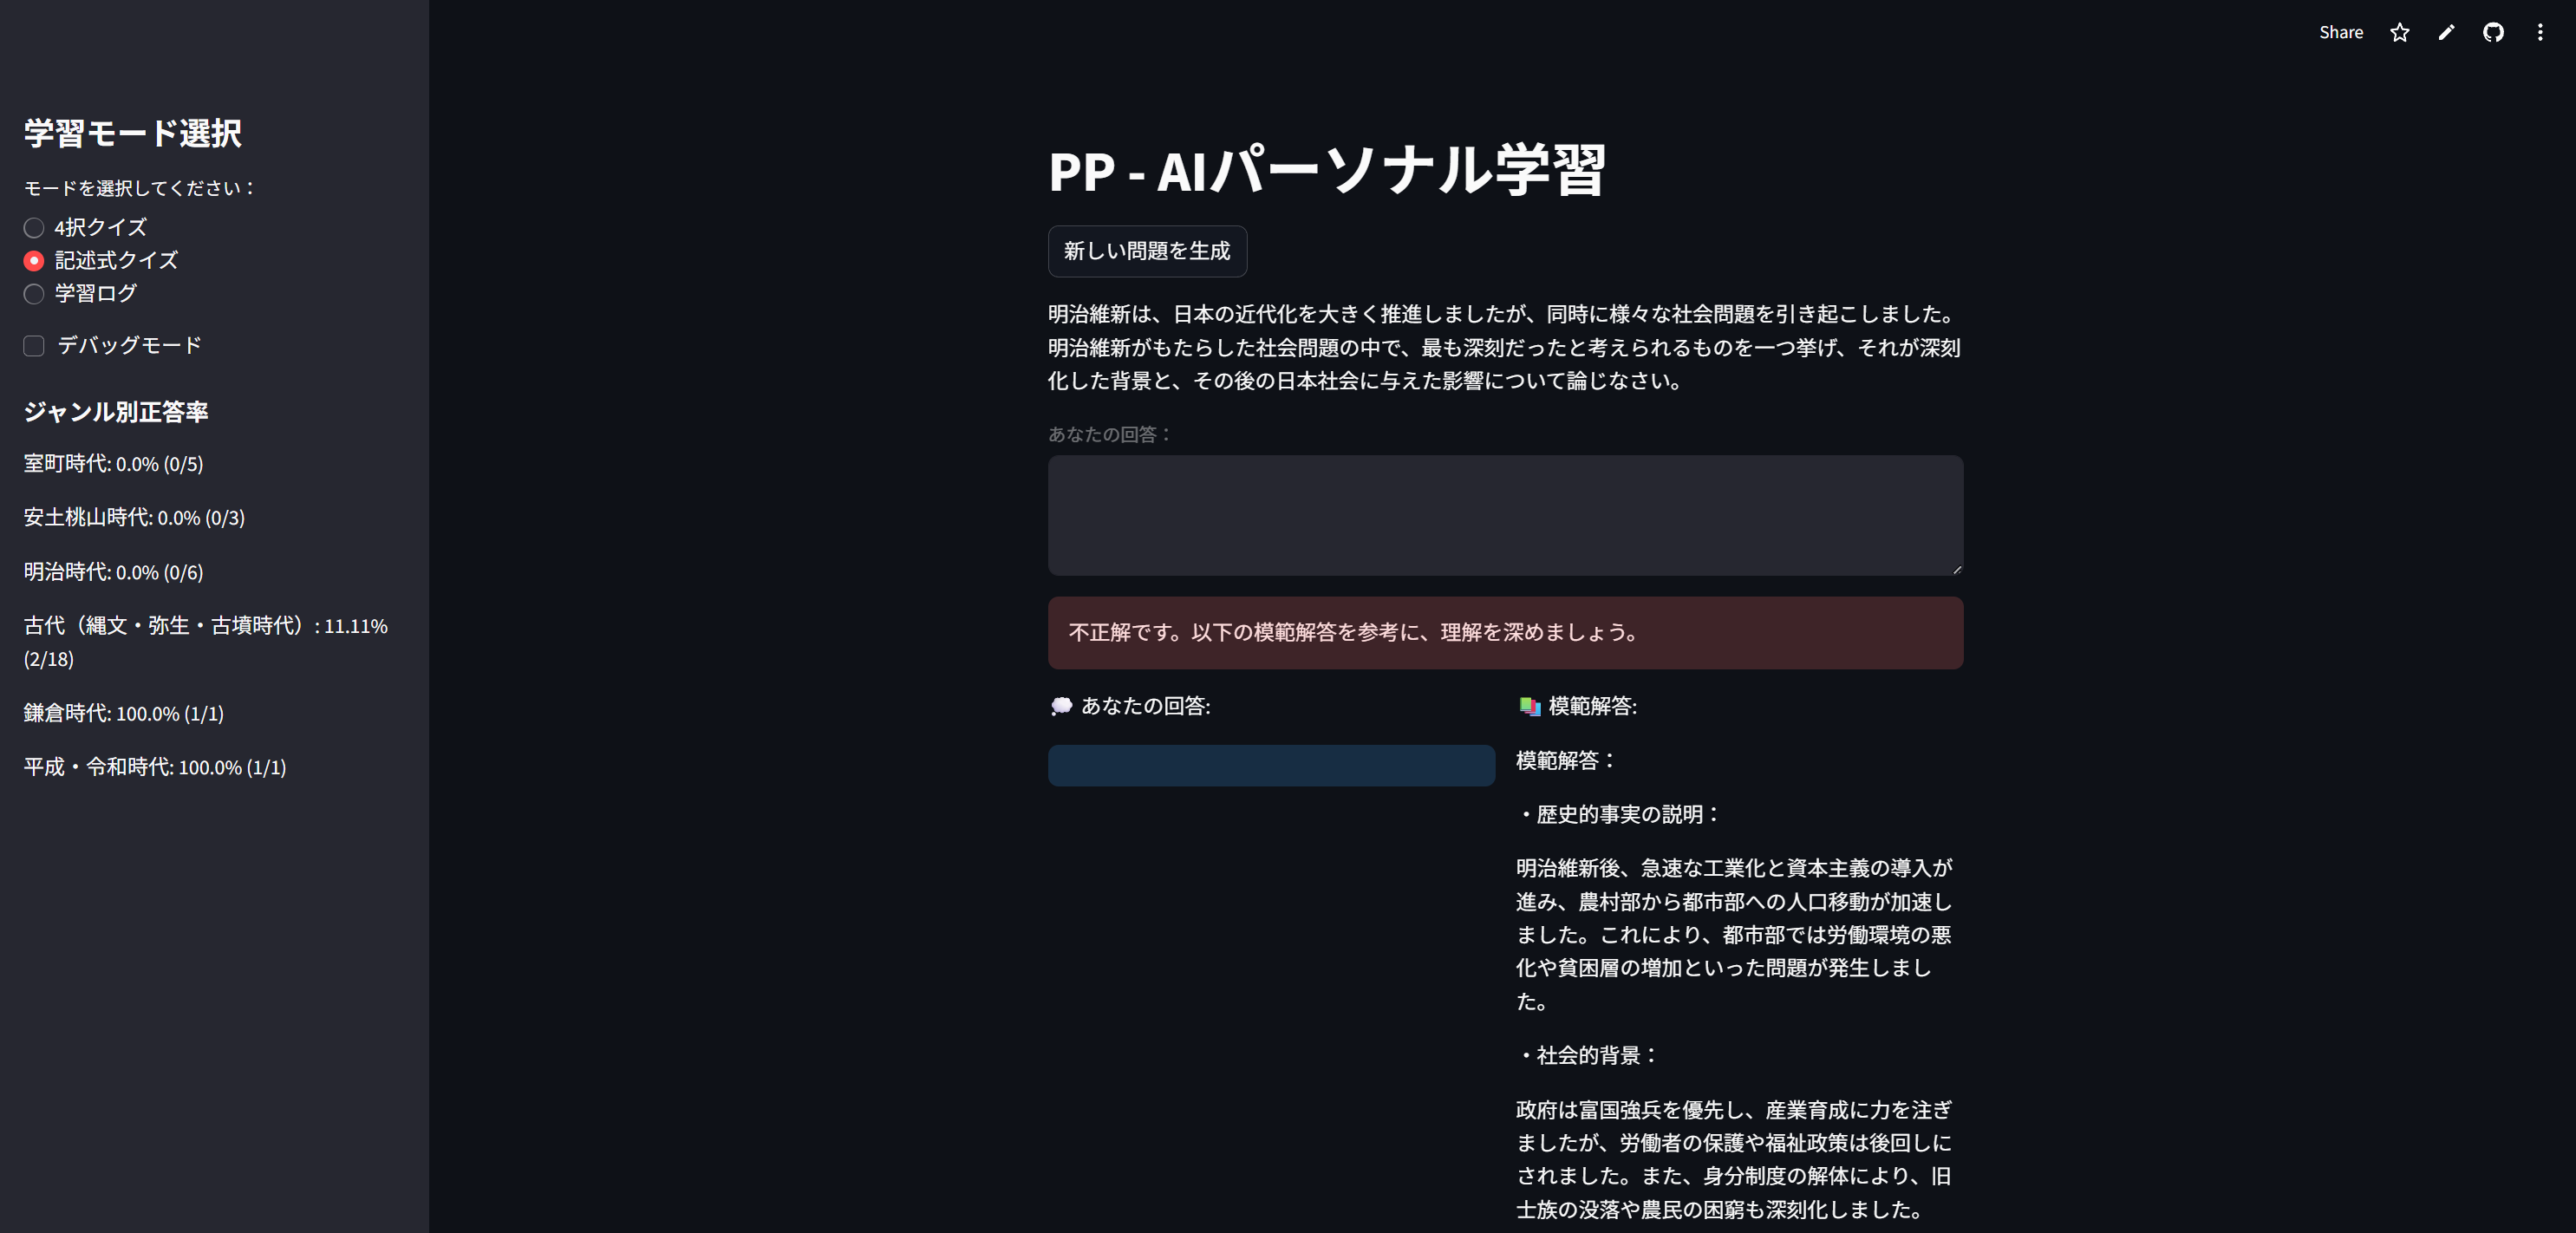 Share
学習モード選択
モードを選択してください：
4択クイズ
記述式クイズ
学習ログ
デバッグモード
ジャンル別正答率
室町時代: 0.0% (0/5)
安土桃山時代: 0.0% (0/3)
明治時代: 0.0% (0/6)
古代（縄文・弥生・古墳時代）: 11.11%
(2/18)
鎌倉時代: 100.0% (1/1)
平成・令和時代: 100.0% (1/1)
PP - AIパーソナル学習
新しい問題を生成
明治維新は、日本の近代化を大きく推進しましたが、同時に様々な社会問題を引き起こしました。
明治維新がもたらした社会問題の中で、最も深刻だったと考えられるものを一つ挙げ、それが深刻
化した背景と、その後の日本社会に与えた影響について論じなさい。
あなたの回答：
不正解です。以下の模範解答を参考に、理解を深めましょう。
あなたの回答:
模範解答:
模範解答：
・歴史的事実の説明：
明治維新後、急速な工業化と資本主義の導入が
進み、農村部から都市部への人口移動が加速し
ました。これにより、都市部では労働環境の悪
化や貧困層の増加といった問題が発生しまし
た。
・社会的背景：
政府は富国強兵を優先し、産業育成に力を注ぎ
ましたが、労働者の保護や福祉政策は後回しに
されました。また、身分制度の解体により、旧
士族の没落や農民の困窮も深刻化しました。